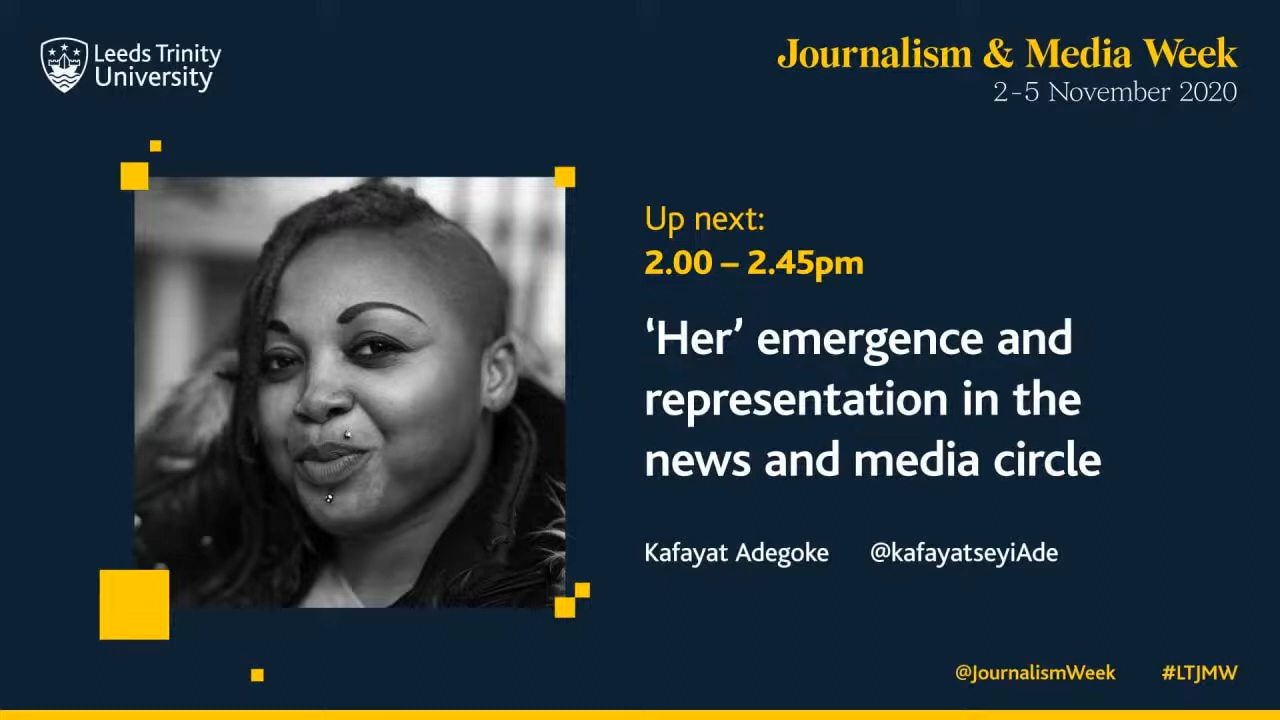 Leeds Trinity
University
Journalism & Media Week
2-5 November 2020
Up next:
2.00 – 2.45pm
‘Her’ emergence and
representation in the
news and media circle
Kafayat Adegoke @kafayatseyiAde
@JournalismWeek #LTJMW